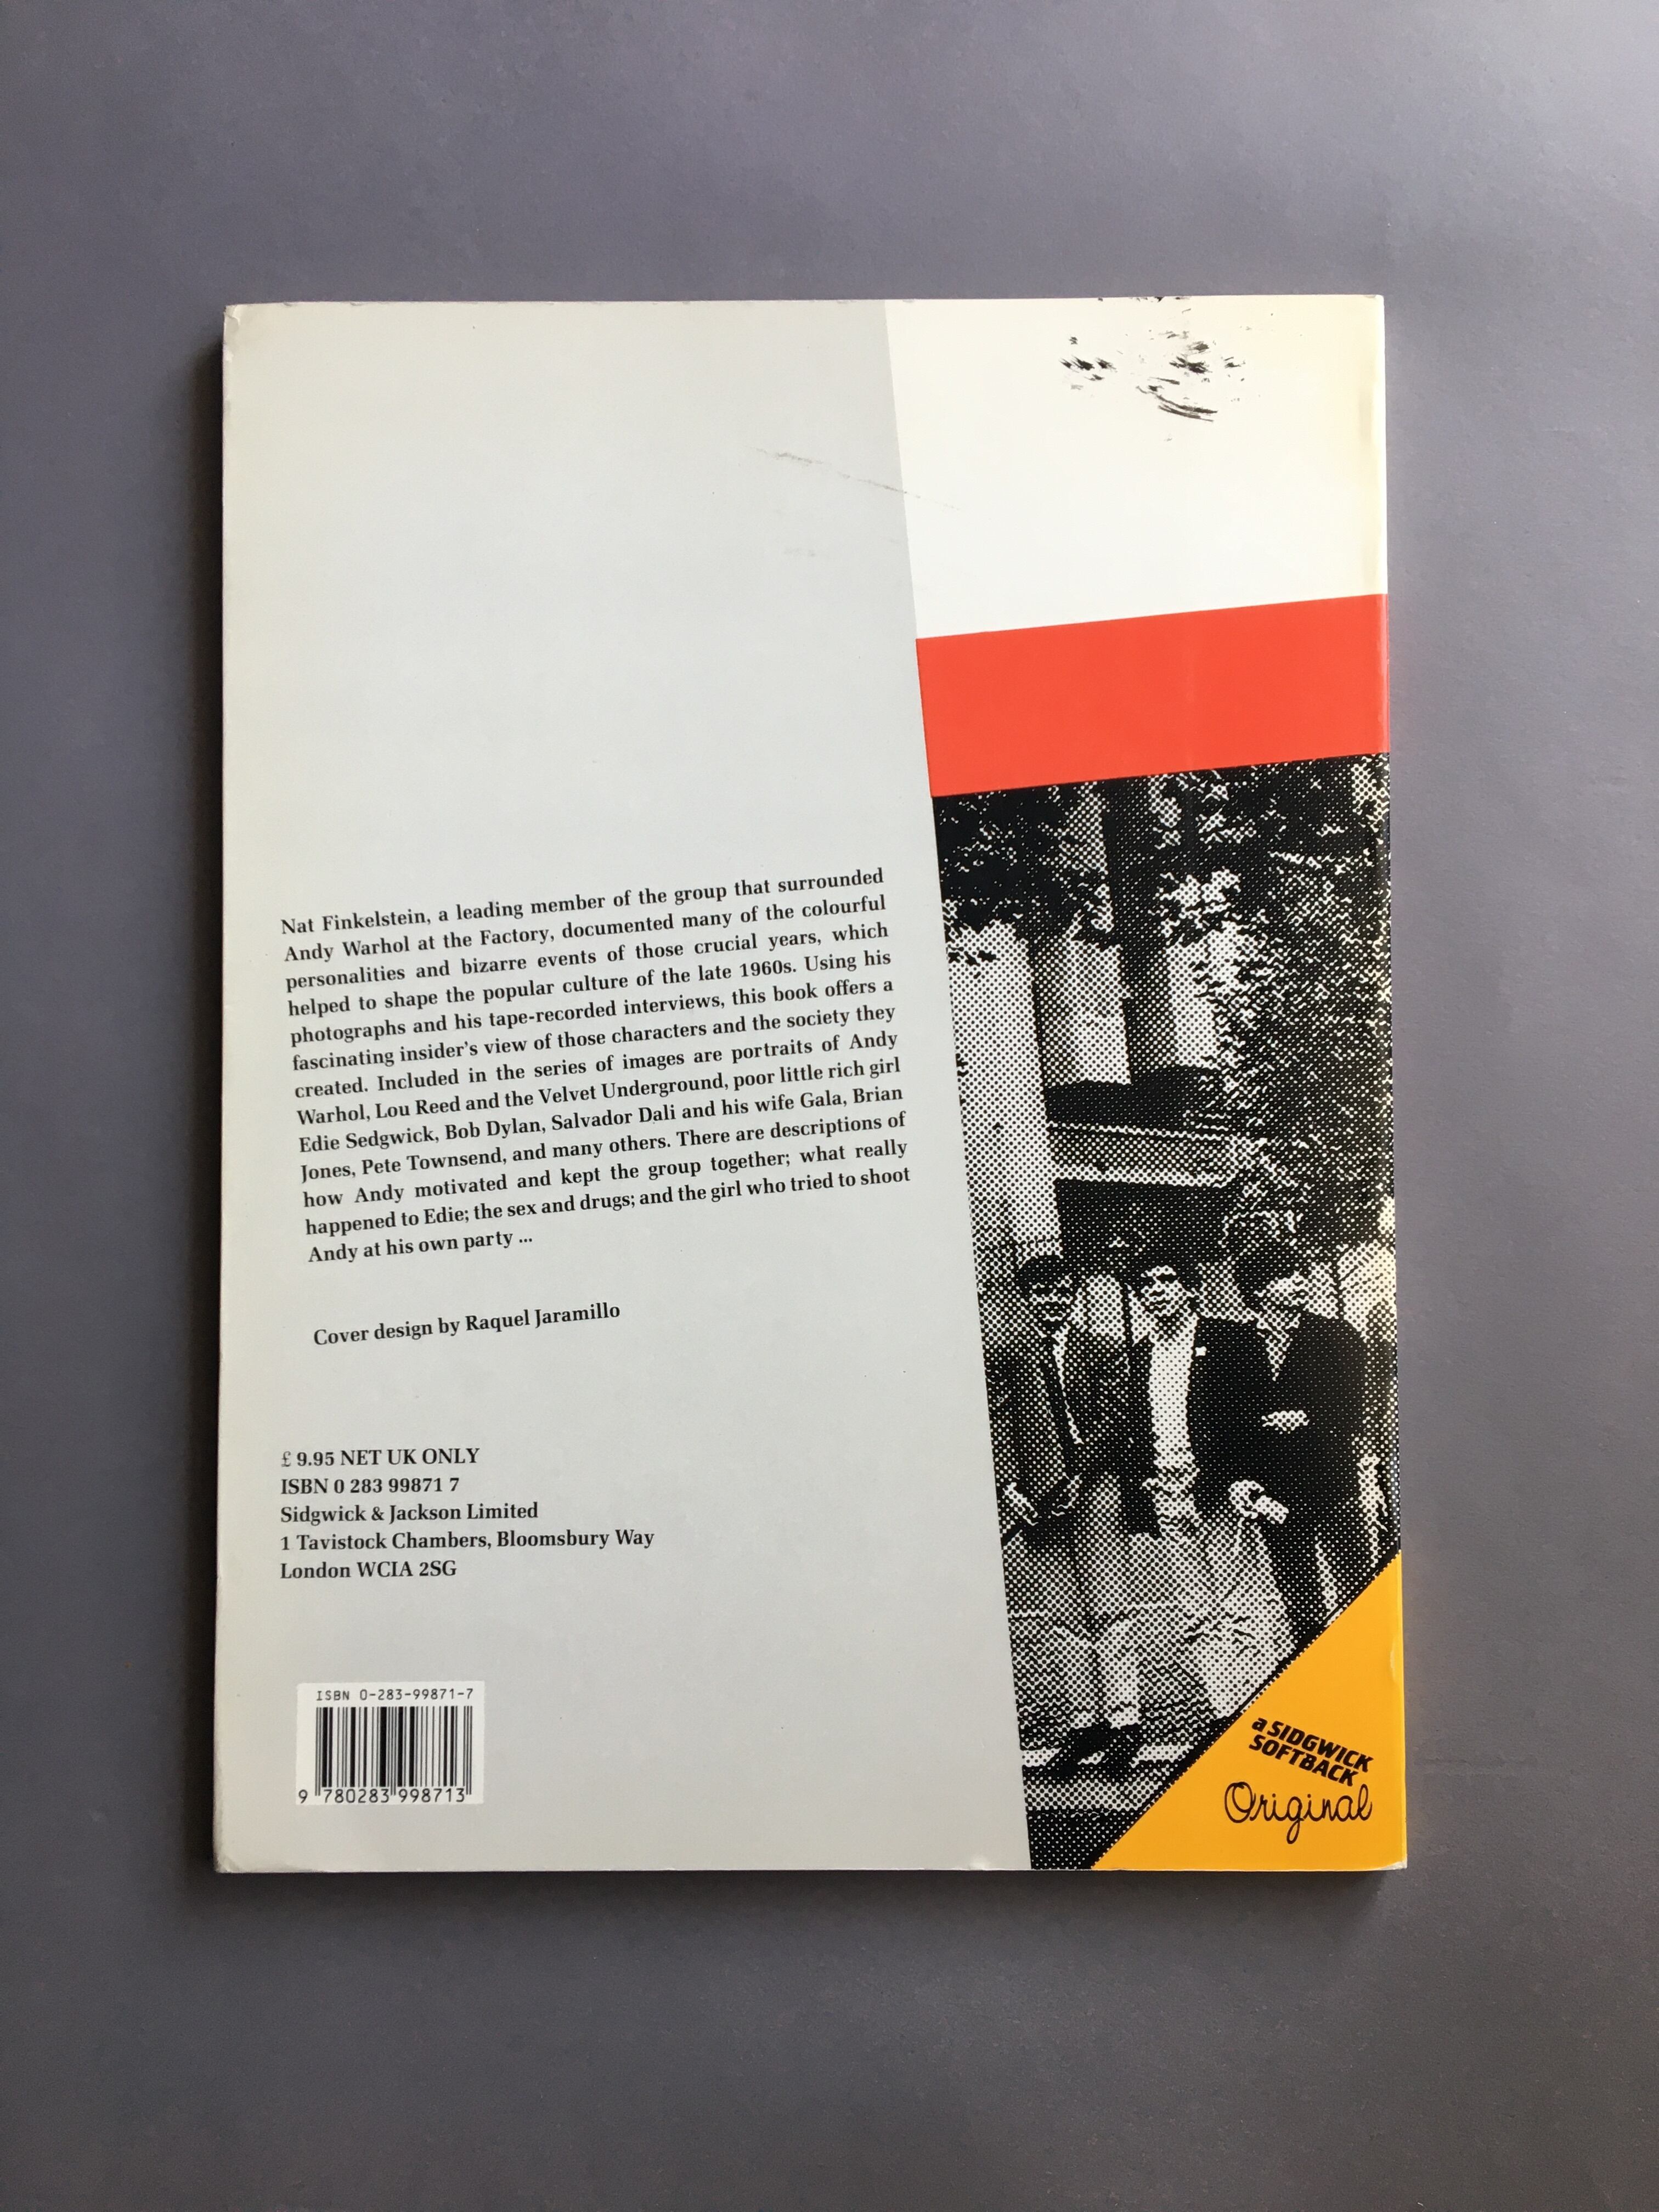 Nat Finkelstein, a leading member of the group that surrounded
Andy Warhol at the Factory, documented many of the colourful
personalities and bizarre events of those crucial years, which
helped to shape the popular culture of the late 1960s. Using his
photographs and his tape-recorded interviews, this book offers a
fascinating insider's view of those characters and the society they
created. Included in the series of images are portraits of Andy
Warhol, Lou Reed and the Velvet Underground, poor little rich girl
Edie Sedgwick, Bob Dylan, Salvador Dali and his wife Gala, Brian
Jones, Pete Townsend, and many others. There are descriptions of
how Andy motivated and kept the group together; what really
happened to Edie; the sex and drugs; and the girl who tried to shoot
Andy at his own party ...
Cover design by Raquel Jaramillo
£ 9.95 NET UK ONLY
ISBN 0 283 99871 7
Sidgwick & Jackson Limited
1 Tavistock Chambers, Bloomsbury Way
London WCIA 2SG
ISBN 0-283-99871-7
9 780283 998713
a SIDGWICK
SOFTBACK
Original